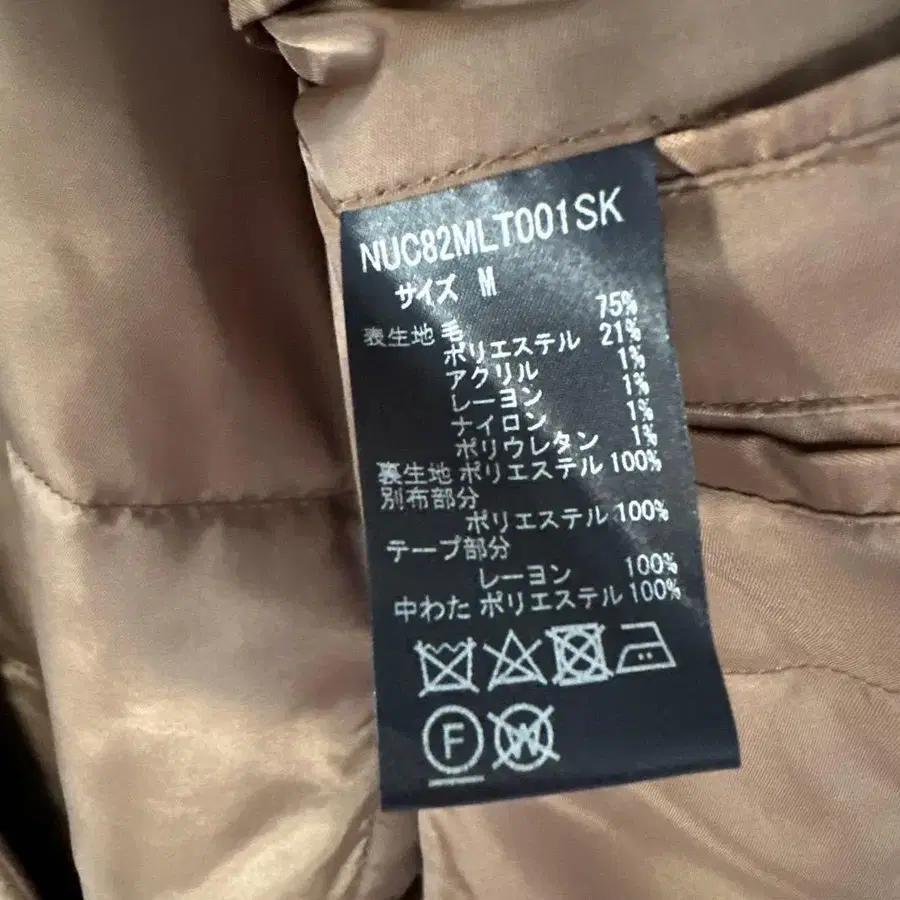 NUC82MLT001SK
サイズ M
表生地 毛 75%
ポリエステル 21%
アクリル 1%
レーヨン 1%
ナイロン 1%
ポリウレタン 1%
裏生地 ポリエステル 100%
別布部分
ポリエステル 100%
テープ部分
レーヨン 100%
中わた ポリエステル 100%
F W